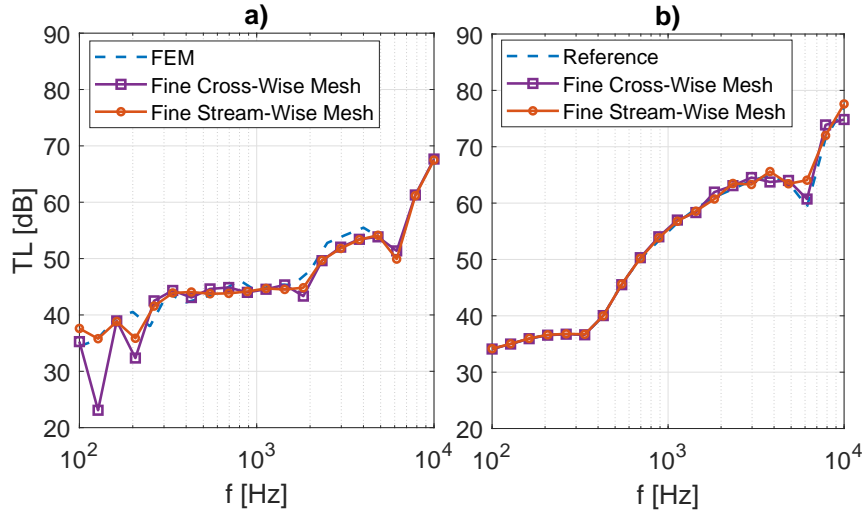 a)
FEM
Fine Cross-Wise Mesh
Fine Stream-Wise Mesh
90
80
70
60
50
40
30
20
TL [dB]
10^2
10^3
10^4
f [Hz]
b)
Reference
Fine Cross-Wise Mesh
Fine Stream-Wise Mesh
90
80
70
60
50
40
30
20
10^2
10^3
10^4
f [Hz]